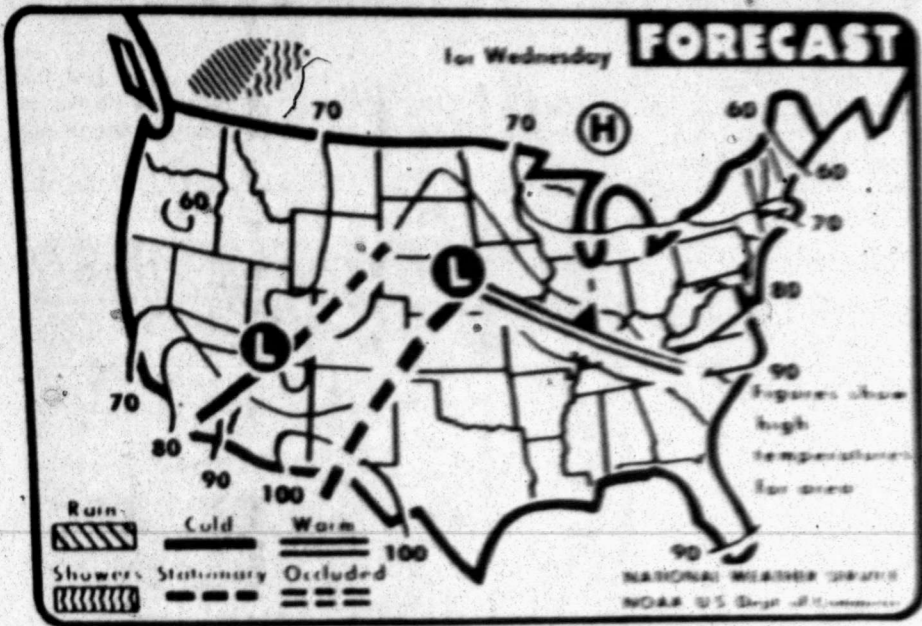 FORECAST
for Wednesday
70
70
H
60
60
60
70
L
80
L
90
70
Figures show
high
80
temperatures
90
for area
100
Rain
Cold
Warm
100
90
Showers
Stationary
Occluded
NATIONAL WEATHER SERVICE
NOAA U S Dept of Commerce